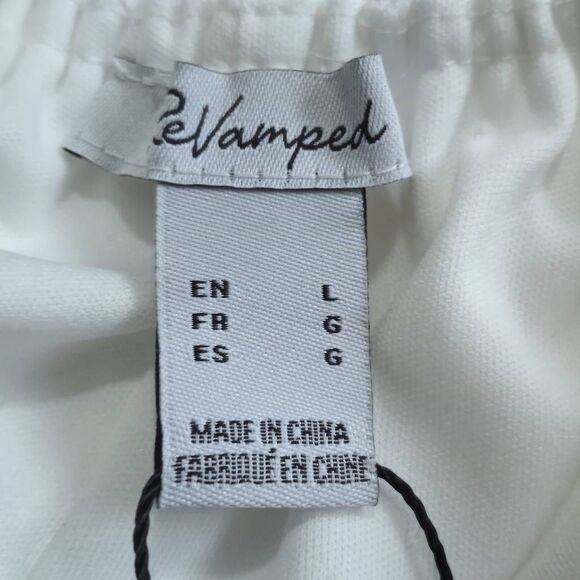 ReVamped
EN L
FR G
ES G
MADE IN CHINA
FABRIQUÉ EN CHINE